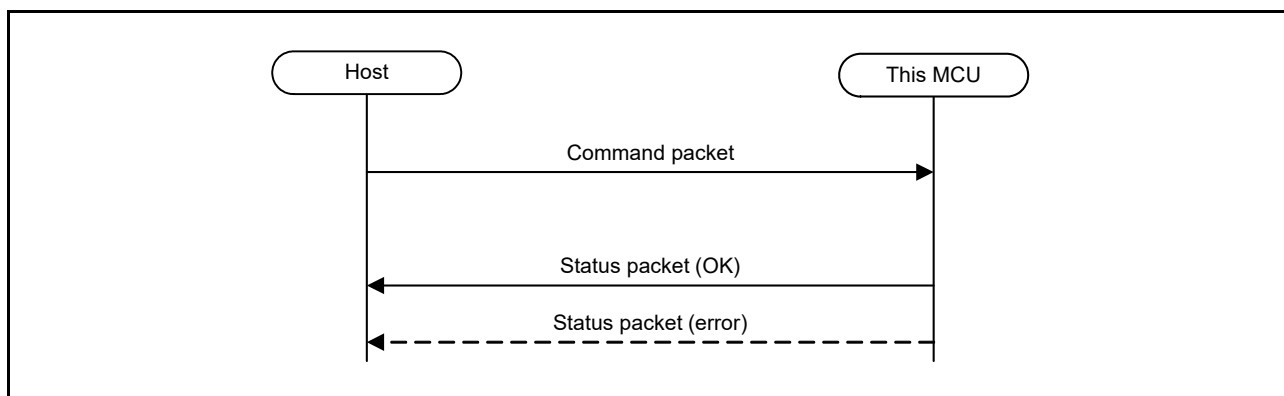 Host
This MCU
Command packet
Status packet (OK)
Status packet (error)